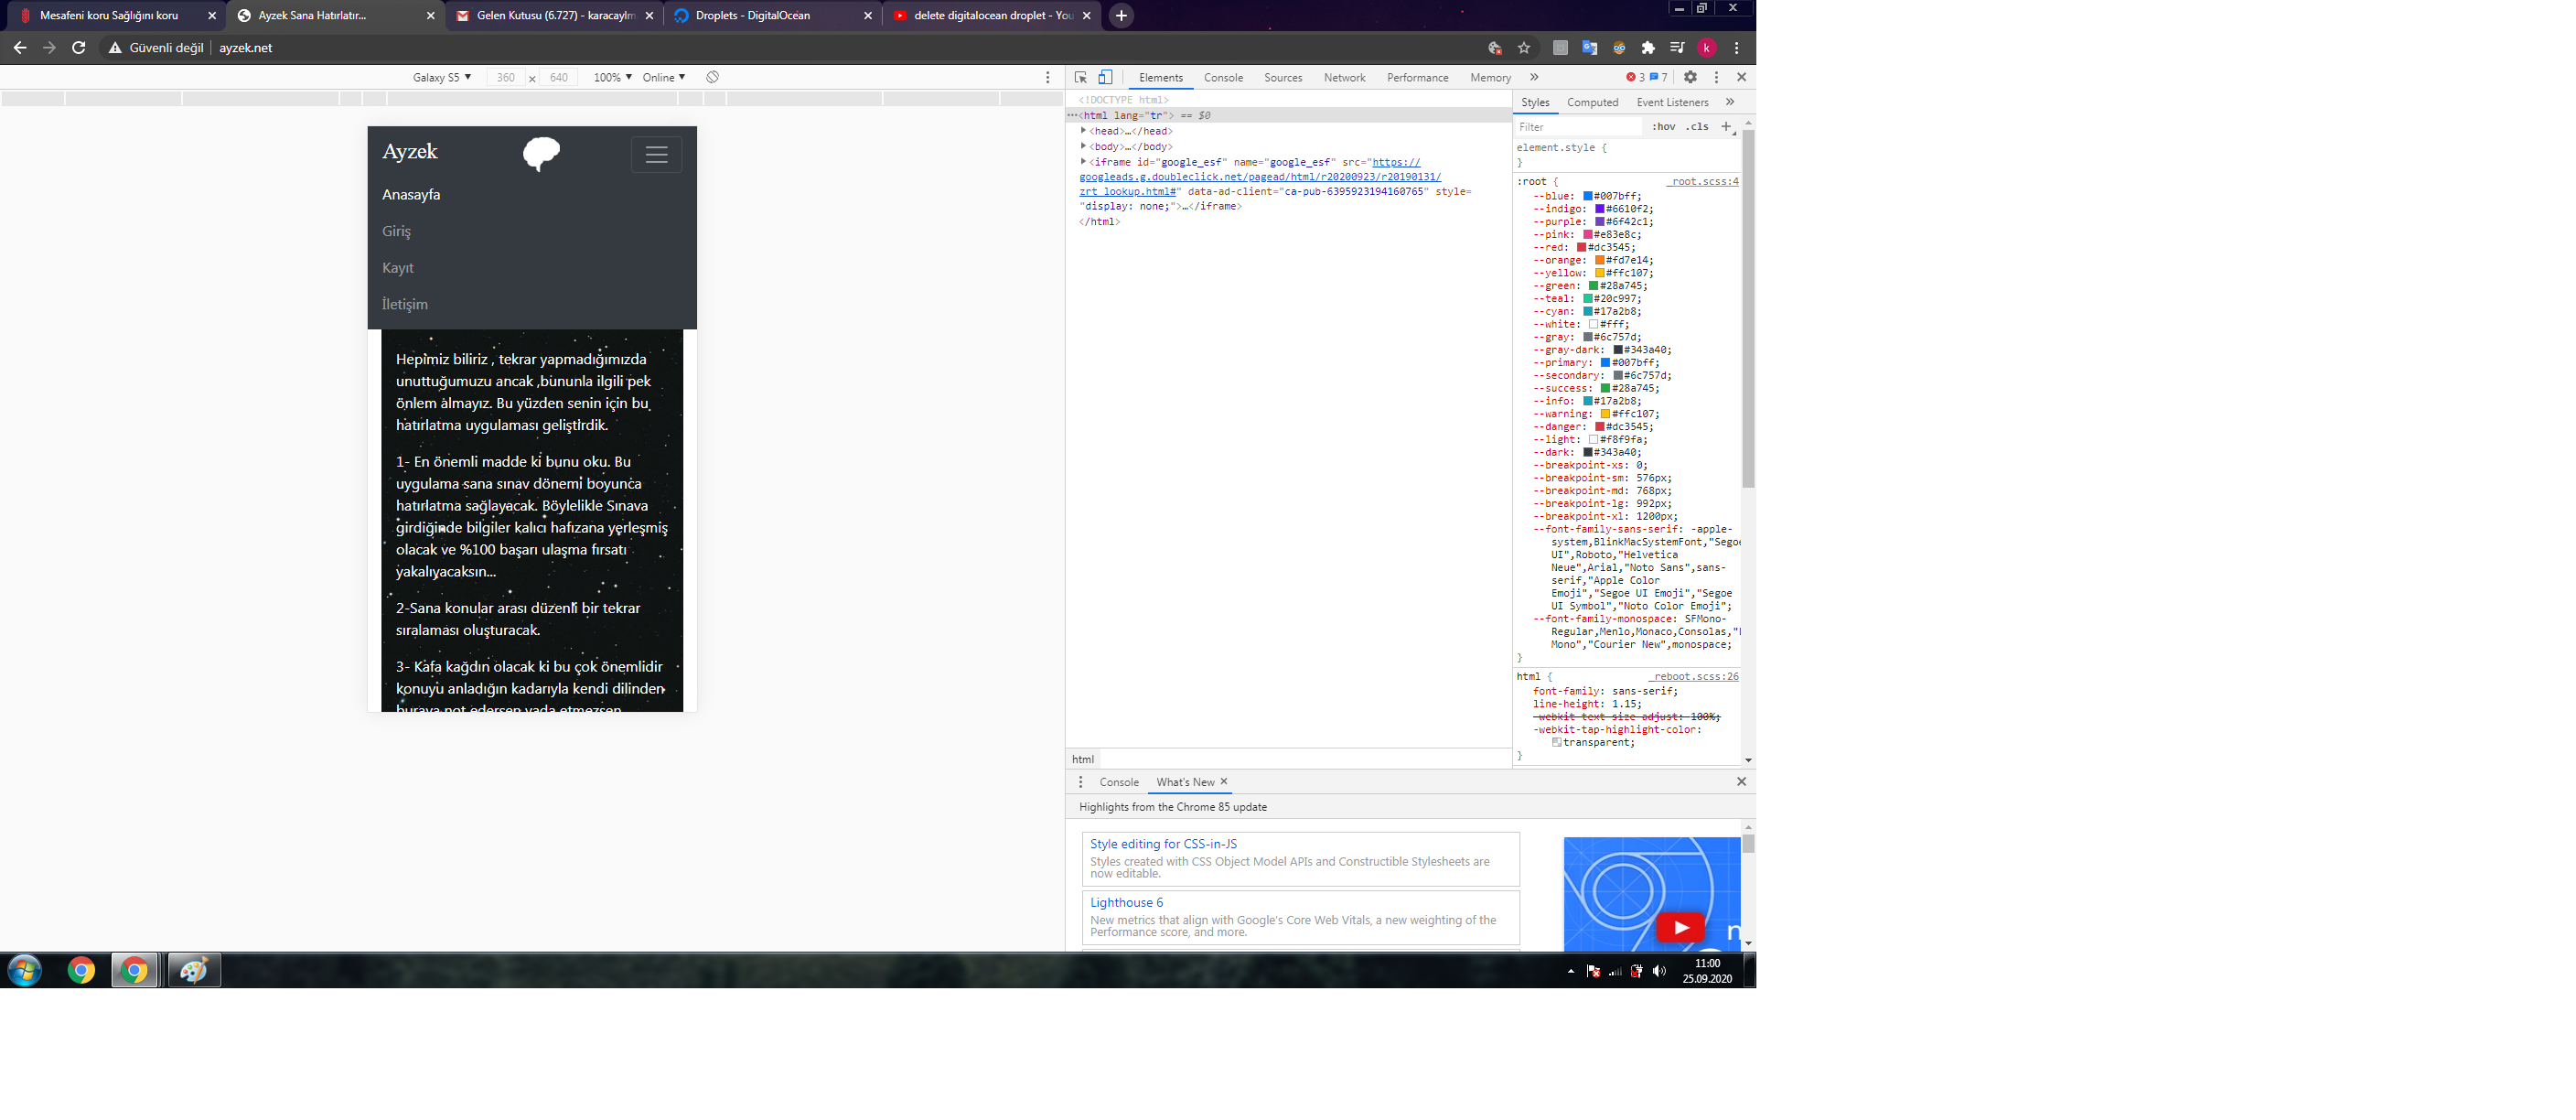 Mesafeni koru Sağlığını koru
Ayzek Sana Hatırlatır...
Gelen Kutusu (6.727) - karacaylm
Droplets - DigitalOcean
delete digitalocean droplet - You
Güvenli değil
ayzek.net
k
Galaxy S5 ▼ 360 × 640 100% ▼ Online ▼
Ayzek
Anasayfa
Giriş
Kayıt
İletişim
Hepimiz biliriz , tekrar yapmadığımızda
unuttuğumuzu ancak ,bununla ilgili pek
önlem almayız. Bu yüzden senin için bu
hatırlatma uygulaması geliştirdik.
1- En önemli madde ki bunu oku. Bu
uygulama sana sınav dönemi boyunca
hatırlatma sağlayacak. Böylelikle Sınava
girdiğinde bilgiler kalıcı hafızana yerleşmiş
olacak ve %100 başarı ulaşma fırsatı
yakalıyacaksın...
2-Sana konular arası düzenli bir tekrar
sıralaması oluşturacak.
3- Kafa kağdın olacak ki bu çok önemlidir
konuyu anladığın kadarıyla kendi dilinden
buraya not edersen yada etmezsen
Elements Console Sources Network Performance Memory » 3 7
<!DOCTYPE html>
⋯<html lang="tr"> == $0
<head>…</head>
<body>…</body>
<iframe id="google_esf" name="google_esf" src="https://
googleads.g.doubleclick.net/pagead/html/r20200923/r20190131/
zrt_lookup.html#" data-ad-client="ca-pub-6395923194160765" style=
"display: none;">…</iframe>
</html>
html
Styles Computed Event Listeners »
Filter :hov .cls +
element.style {
}
:root { _root.scss:4
--blue: #007bff;
--indigo: #6610f2;
--purple: #6f42c1;
--pink: #e83e8c;
--red: #dc3545;
--orange: #fd7e14;
--yellow: #ffc107;
--green: #28a745;
--teal: #20c997;
--cyan: #17a2b8;
--white: #fff;
--gray: #6c757d;
--gray-dark: #343a40;
--primary: #007bff;
--secondary: #6c757d;
--success: #28a745;
--info: #17a2b8;
--warning: #ffc107;
--danger: #dc3545;
--light: #f8f9fa;
--dark: #343a40;
--breakpoint-xs: 0;
--breakpoint-sm: 576px;
--breakpoint-md: 768px;
--breakpoint-lg: 992px;
--breakpoint-xl: 1200px;
--font-family-sans-serif: -apple-
system,BlinkMacSystemFont,"Segoe
UI",Roboto,"Helvetica
Neue",Arial,"Noto Sans",sans-
serif,"Apple Color
Emoji","Segoe UI Emoji","Segoe
UI Symbol","Noto Color Emoji";
--font-family-monospace: SFMono-
Regular,Menlo,Monaco,Consolas,"
Mono","Courier New",monospace;
}
html { _reboot.scss:26
font-family: sans-serif;
line-height: 1.15;
-webkit-text-size-adjust: 100%;
-webkit-tap-highlight-color:
transparent;
}
Console What's New
Highlights from the Chrome 85 update
Style editing for CSS-in-JS
Styles created with CSS Object Model APIs and Constructible Stylesheets are
now editable.
Lighthouse 6
New metrics that align with Google's Core Web Vitals, a new weighting of the
Performance score, and more.
11:00
25.09.2020